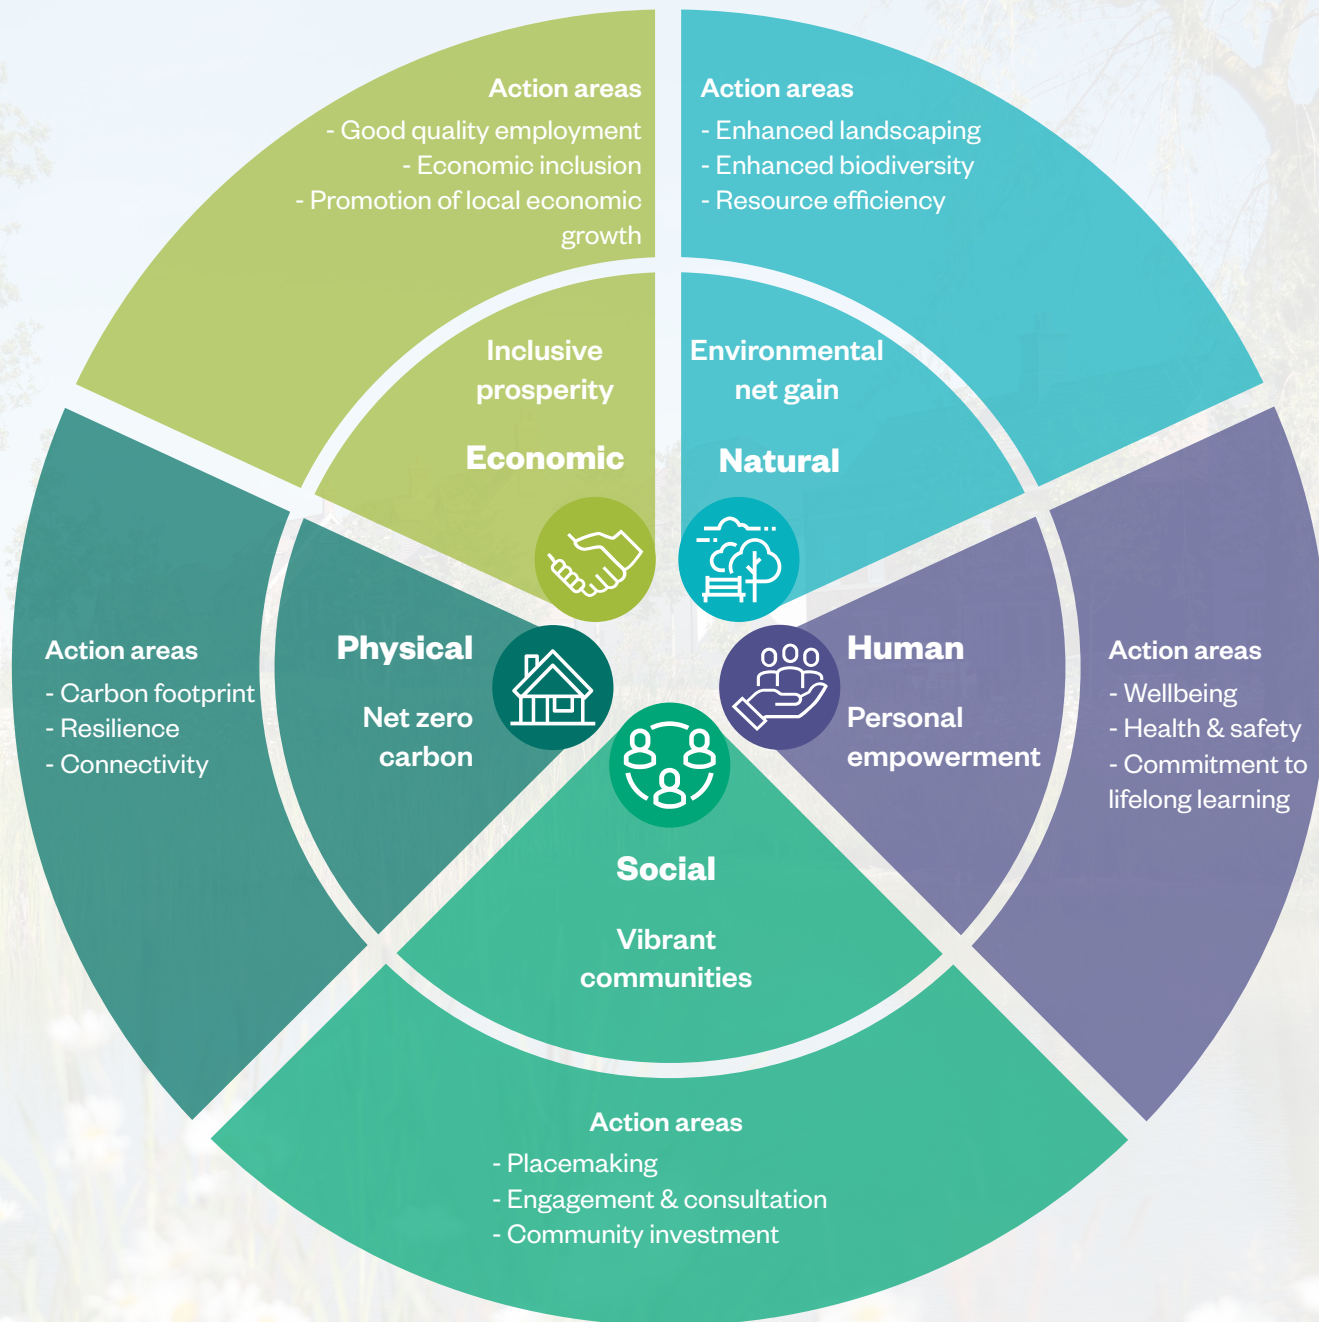 Action areas
- Good quality employment
- Economic inclusion
- Promotion of local economic
growth
Inclusive
prosperity
Economic
Action areas
- Enhanced landscaping
- Enhanced biodiversity
- Resource efficiency
Environmental
net gain
Natural
Human
Personal
empowerment
Action areas
- Wellbeing
- Health & safety
- Commitment to
lifelong learning
Social
Vibrant
communities
Action areas
- Placemaking
- Engagement & consultation
- Community investment
Physical
Net zero
carbon
Action areas
- Carbon footprint
- Resilience
- Connectivity